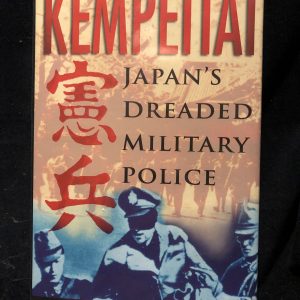 KEMPEITAI
憲兵
JAPAN'S
DREADED
MILITARY
POLICE